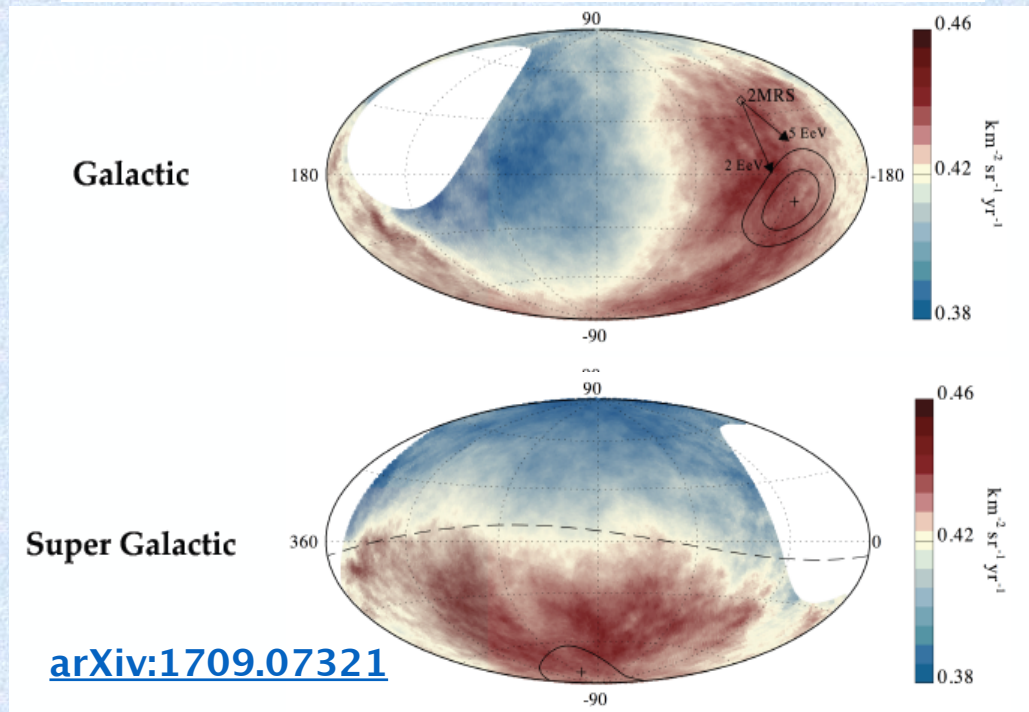 90
0.46
2MRS
5 EeV
Galactic
180
2 EeV
-180
0.42
km⁻² sr⁻¹ yr⁻¹
0.38
-90
90
0.46
Super Galactic
360
0
0.42
km⁻² sr⁻¹ yr⁻¹
arXiv:1709.07321
0.38
-90